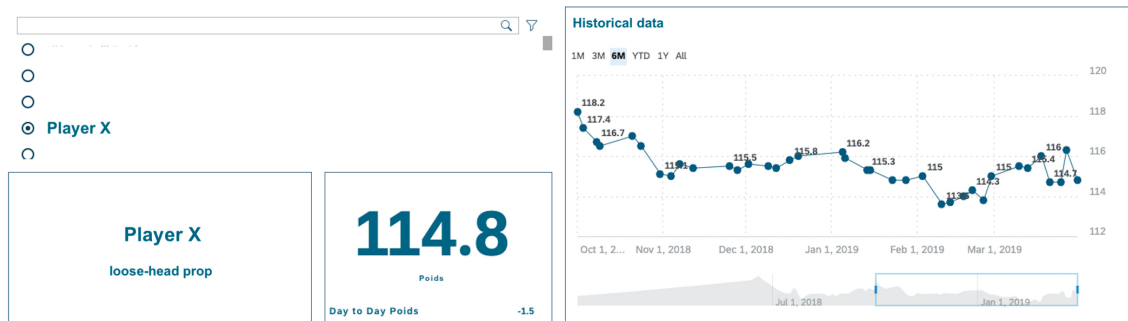 Historical data
1M 3M 6M YTD 1Y All
Player X
Player X
loose-head prop
114.8
Poids
Day to Day Poids -1.5
120
118
116
114
112
118.2
117.4
116.7
115.5
115.8
116.2
115.3
115
114.3
115
116
114.7
Oct 1, 2... Nov 1, 2018 Dec 1, 2018 Jan 1, 2019 Feb 1, 2019 Mar 1, 2019
Jul 1, 2018 Jan 1, 2019